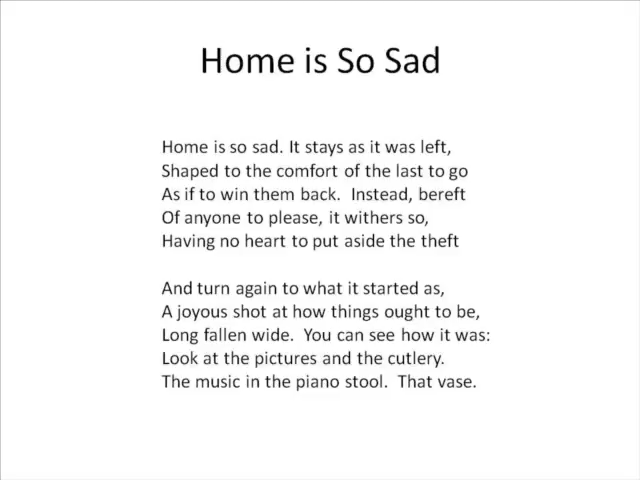 Home is So Sad
Home is so sad. It stays as it was left,
Shaped to the comfort of the last to go
As if to win them back.  Instead, bereft
Of anyone to please, it withers so,
Having no heart to put aside the theft
And turn again to what it started as,
A joyous shot at how things ought to be,
Long fallen wide.  You can see how it was:
Look at the pictures and the cutlery.
The music in the piano stool.  That vase.